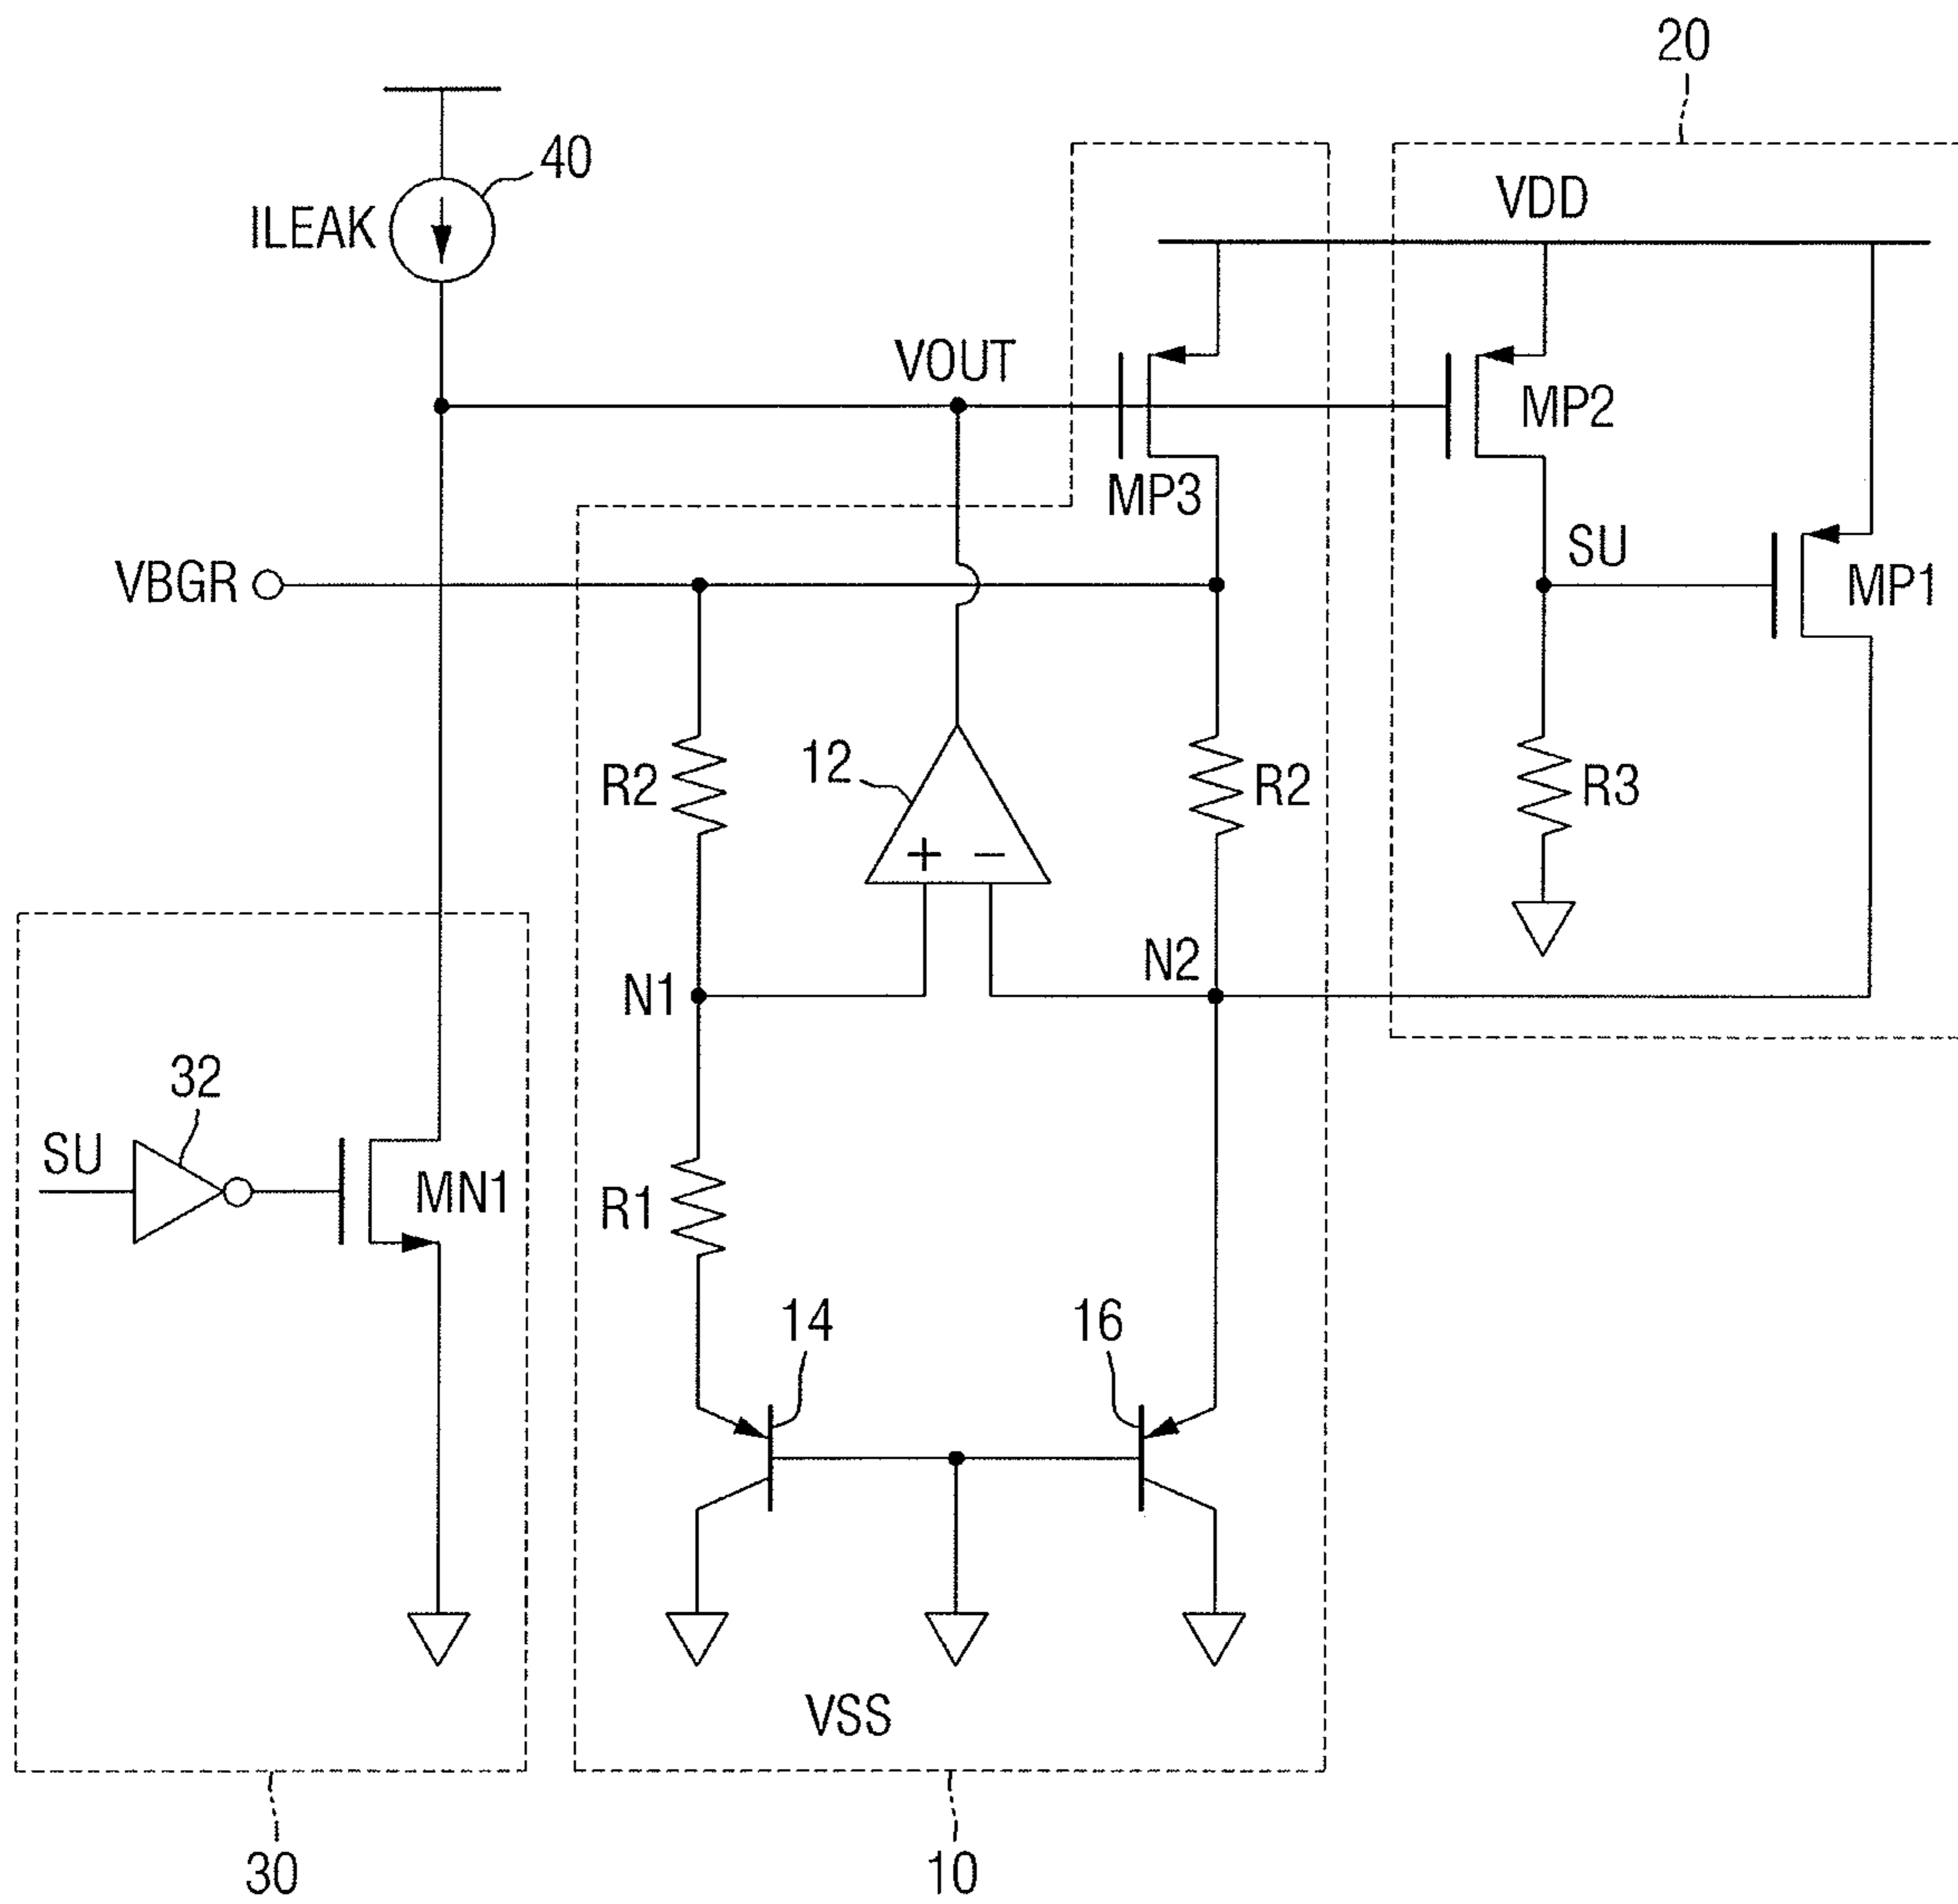 20
40
VDD
ILEAK
VOUT
MP2
MP3
SU
VBGR
MP1
12
R2
R2
R3
+ −
N2
N1
32
SU
MN1
R1
14
16
VSS
30
10